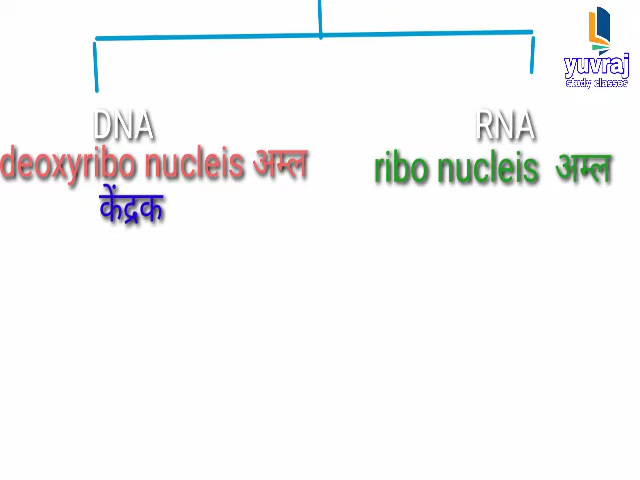 yuvraj
study classes
DNA
RNA
deoxyribo nucleis अम्ल
ribo nucleis अम्ल
केंद्रक